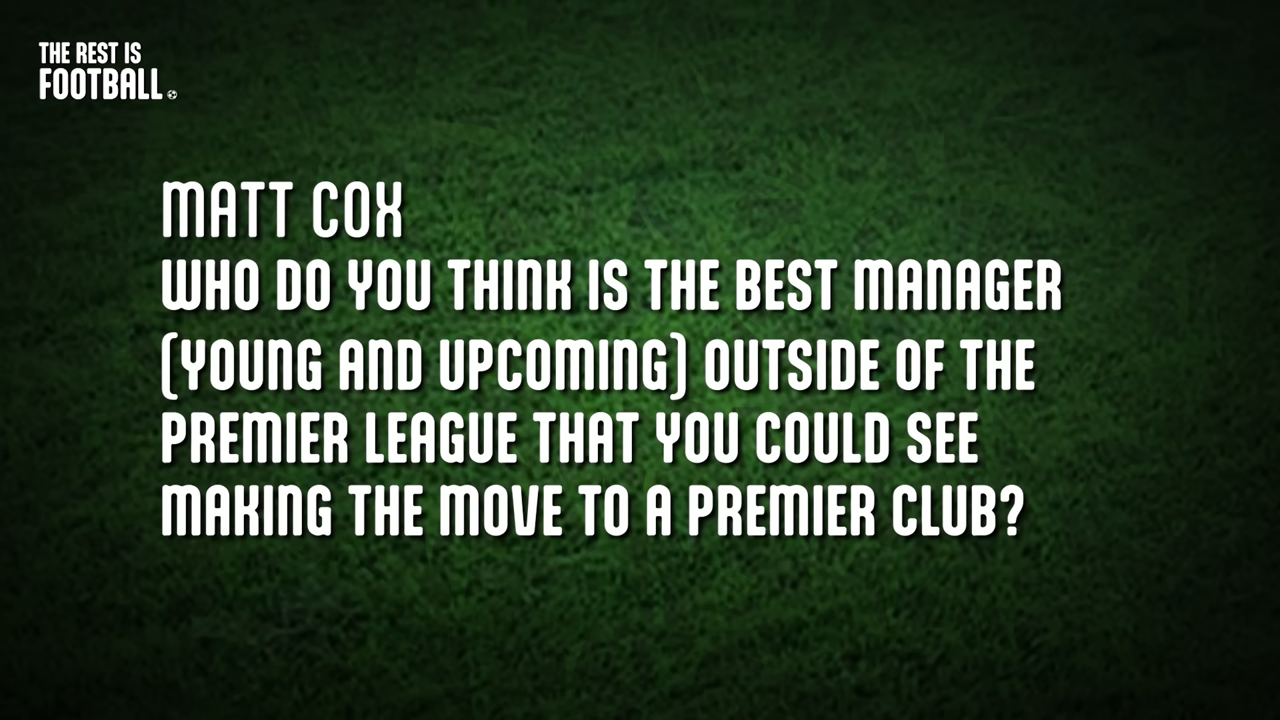 THE REST IS
FOOTBALL.
MATT COX
WHO DO YOU THINK IS THE BEST MANAGER
(YOUNG AND UPCOMING) OUTSIDE OF THE
PREMIER LEAGUE THAT YOU COULD SEE
MAKING THE MOVE TO A PREMIER CLUB?